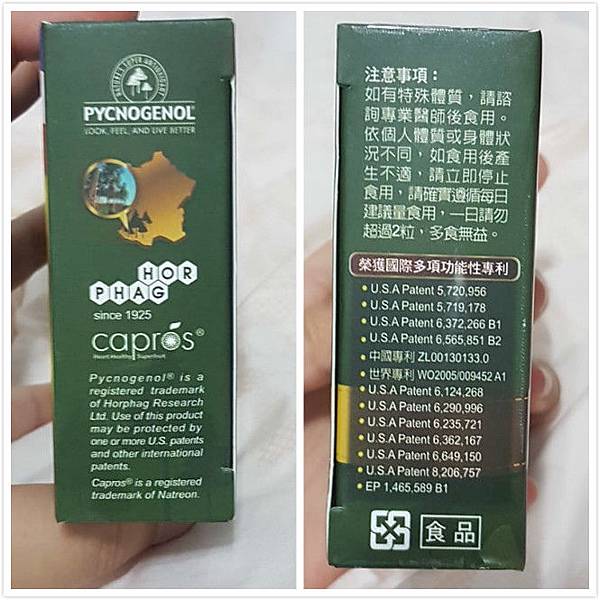 NATURE'S SUPER ANTIOXIDANT
PYCNOGENOL®
LOOK, FEEL, AND LIVE BETTER
HOR
PHAG
since 1925
capros®
Heart Healthy Superfruit
Pycnogenol® is a
registered trademark
of Horphag Research
Ltd. Use of this product
may be protected by
one or more U.S. patents
and other international
patents.
Capros® is a registered
trademark of Natreon.
注意事項：
如有特殊體質，請諮
詢專業醫師後食用。
依個人體質或身體狀
況不同，如食用後產
生不適，請立即停止
食用，請確實遵循每日
建議量食用，一日請勿
超過2粒，多食無益。
榮獲國際多項功能性專利
• U.S.A Patent 5,720,956
• U.S.A Patent 5,719,178
• U.S.A Patent 6,372,266 B1
• U.S.A Patent 6,565,851 B2
• 中國專利 ZL00130133.0
• 世界專利 WO2005/009452 A1
• U.S.A Patent 6,124,268
• U.S.A Patent 6,290,996
• U.S.A Patent 6,235,721
• U.S.A Patent 6,362,167
• U.S.A Patent 6,649,150
• U.S.A Patent 8,206,757
• EP 1,465,589 B1
食品